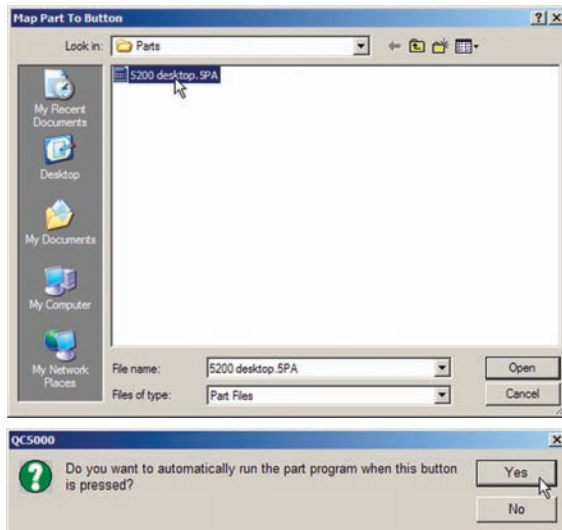 Map Part To Button
Look in: Parts
5200 desktop.5PA
My Recent
Documents
Desktop
My Documents
My Computer
My Network
Places
File name: 5200 desktop.5PA Open
Files of type: Part Files Cancel
QC5000
Do you want to automatically run the part program when this button
is pressed?
Yes
No